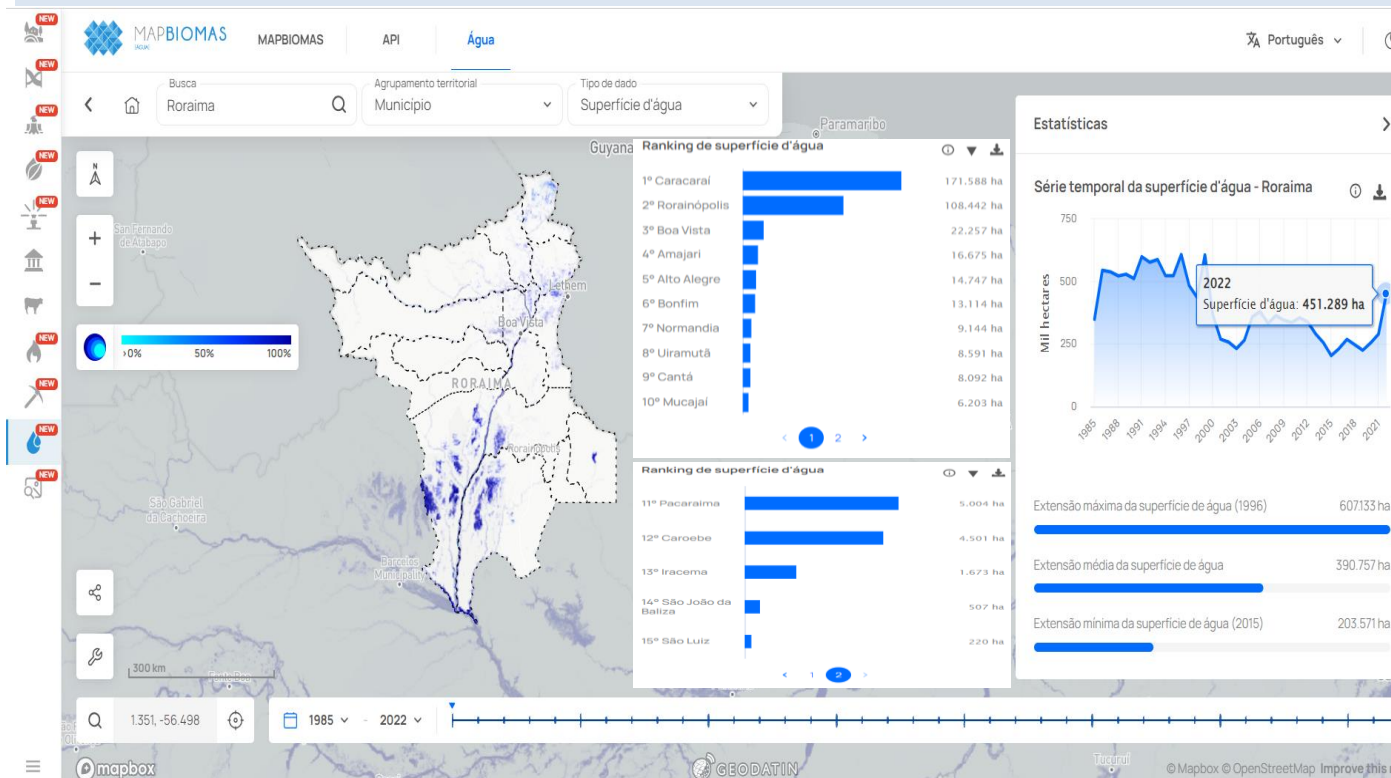 NEW
NEW
NEW
NEW
NEW
NEW
NEW
NEW
NEW
MAPBIOMAS
[ÁGUA]
MAPBIOMAS
API
Água
Português
Busca
Roraima
Agrupamento territorial
Município
Tipo de dado
Superfície d'água
N
+
−
>0% 50% 100%
Paramaribo
Guyana
San Fernando
de Atabapo
Lethem
Boa Vista
RORAIMA
Rorainópolis
São Gabriel
da Cachoeira
Barcelos
Municipality
Fonte Boa
300 km
Ranking de superfície d'água
1º Caracaraí 171.588 ha
2º Rorainópolis 108.442 ha
3º Boa Vista 22.257 ha
4º Amajari 16.675 ha
5º Alto Alegre 14.747 ha
6º Bonfim 13.114 ha
7º Normandia 9.144 ha
8º Uiramutã 8.591 ha
9º Cantá 8.092 ha
10º Mucajaí 6.203 ha
< 1 2 >
Ranking de superfície d'água
11º Pacaraima 5.004 ha
12º Caroebe 4.501 ha
13º Iracema 1.673 ha
14º São João da
Baliza 507 ha
15º São Luiz 220 ha
< 1 2 >
Estatísticas
Série temporal da superfície d'água - Roraima
750
500
250
0
Mil hectares
2022
Superfície d'água: 451.289 ha
1985 1988 1991 1994 1997 2000 2003 2006 2009 2012 2015 2018 2021
Extensão máxima da superfície de água (1996) 607.133 ha
Extensão média da superfície de água 390.757 ha
Extensão mínima da superfície de água (2015) 203.571 ha
1.351, -56.498
1985 - 2022
mapbox
GEODATIN
Tucuruí
© Mapbox © OpenStreetMap Improve this